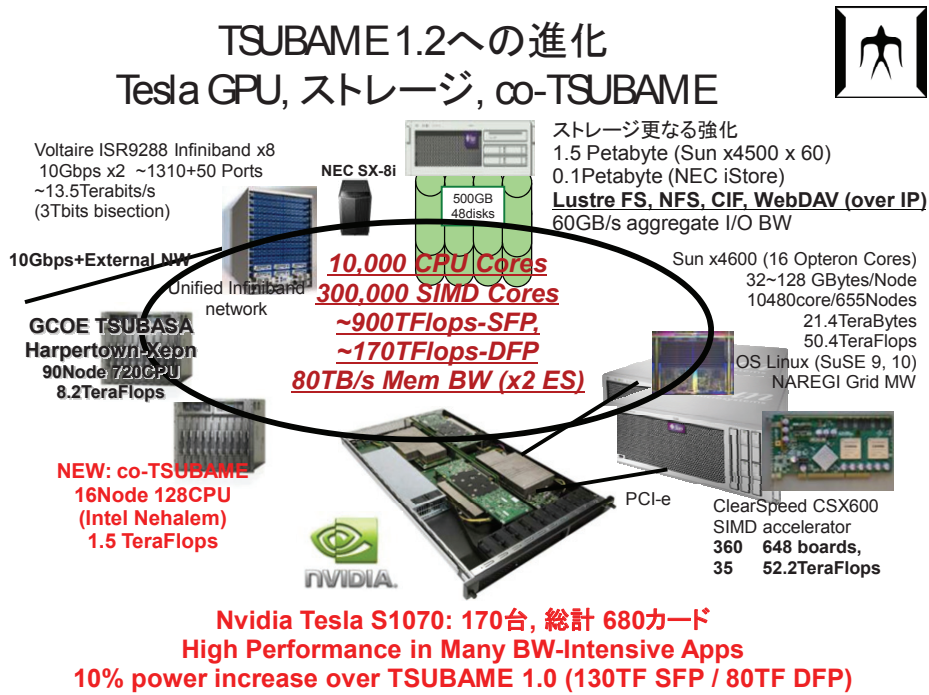 TSUBAME 1.2への進化
Tesla GPU, ストレージ, co-TSUBAME
Voltaire ISR9288 Infiniband x8
10Gbps x2 ~1310+50 Ports
~13.5Terabits/s
(3Tbits bisection)
NEC SX-8i
500GB
48disks
ストレージ更なる強化
1.5 Petabyte (Sun x4500 x 60)
0.1Petabyte (NEC iStore)
Lustre FS, NFS, CIF, WebDAV (over IP)
60GB/s aggregate I/O BW
10Gbps+External NW
Unified Infiniband
network
10,000 CPU Cores
300,000 SIMD Cores
~900TFlops-SFP,
~170TFlops-DFP
80TB/s Mem BW (x2 ES)
Sun x4600 (16 Opteron Cores)
32~128 GBytes/Node
10480core/655Nodes
21.4TeraBytes
50.4TeraFlops
OS Linux (SuSE 9, 10)
NAREGI Grid MW
GCOE TSUBASA
Harpertown-Xeon
90Node 720CPU
8.2TeraFlops
NEW: co-TSUBAME
16Node 128CPU
(Intel Nehalem)
1.5 TeraFlops
PCI-e
ClearSpeed CSX600
SIMD accelerator
360 648 boards,
35 52.2TeraFlops
NVIDIA.
Nvidia Tesla S1070: 170台, 総計 680カード
High Performance in Many BW-Intensive Apps
10% power increase over TSUBAME 1.0 (130TF SFP / 80TF DFP)